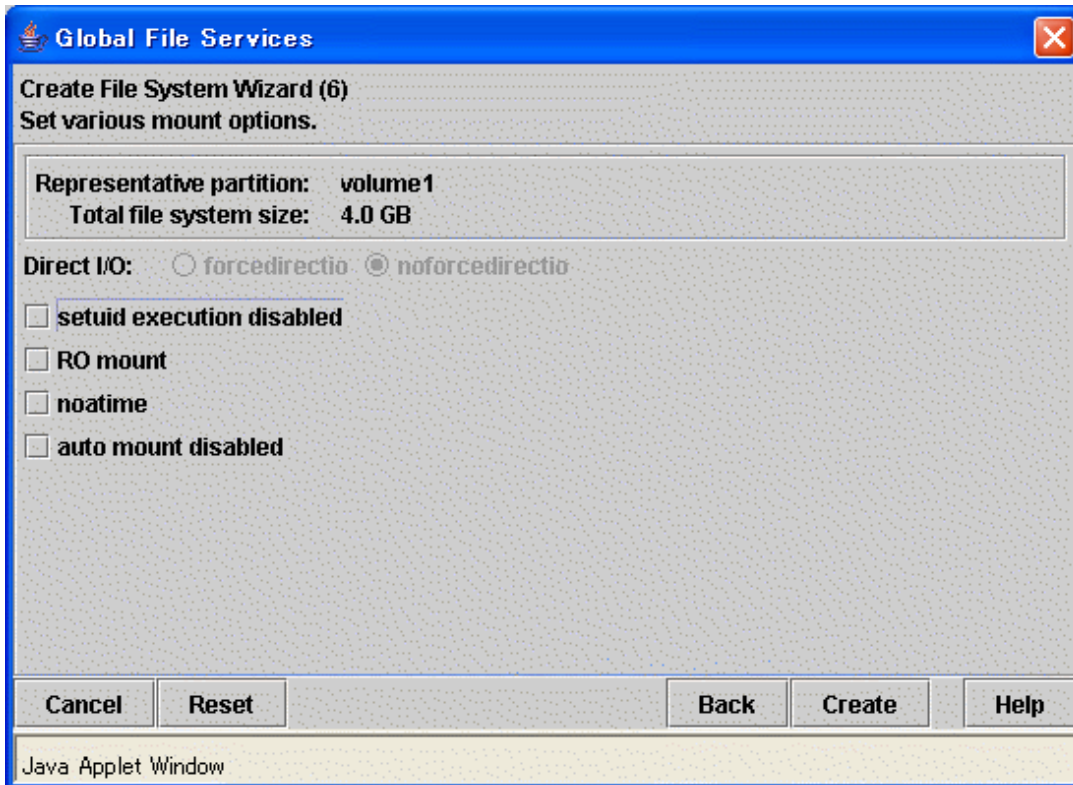 Global File Services
Create File System Wizard (6)
Set various mount options.
Representative partition: volume1
Total file system size: 4.0 GB
Direct I/O: forcedirectio noforcedirectio
setuid execution disabled
RO mount
noatime
auto mount disabled
Cancel Reset Back Create Help
Java Applet Window